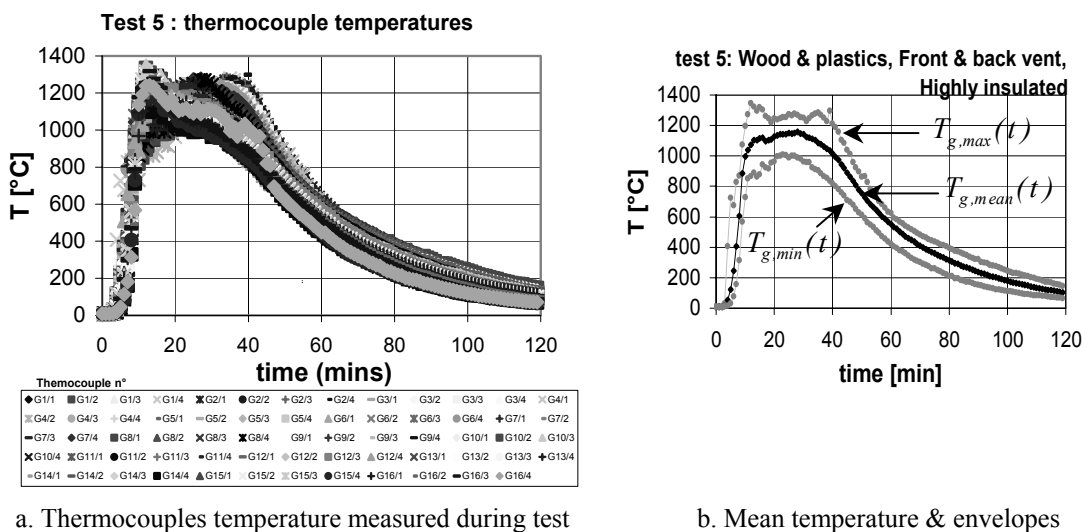 Test 5 : thermocouple temperatures
1400
1200
1000
800
600
400
200
0
T [°C]
0 20 40 60 80 100 120
time (mins)
Themocouple n°
G1/1 G1/2 G1/3 G1/4 G2/1 G2/2 G2/3 G2/4 G3/1 G3/2 G3/3 G3/4 G4/1
G4/2 G4/3 G4/4 G5/1 G5/2 G5/3 G5/4 G6/1 G6/2 G6/3 G6/4 G7/1 G7/2
G7/3 G7/4 G8/1 G8/2 G8/3 G8/4 G9/1 G9/2 G9/3 G9/4 G10/1 G10/2 G10/3
G10/4 G11/1 G11/2 G11/3 G11/4 G12/1 G12/2 G12/3 G12/4 G13/1 G13/2 G13/3 G13/4
G14/1 G14/2 G14/3 G14/4 G15/1 G15/2 G15/3 G15/4 G16/1 G16/2 G16/3 G16/4
a. Thermocouples temperature measured during test
test 5: Wood & plastics, Front & back vent,
Highly insulated
1400
1200
1000
800
600
400
200
0
T [°C]
T g,max (t)
T g,mean (t)
T g,min (t)
0 20 40 60 80 100 120
time [min]
b. Mean temperature & envelopes